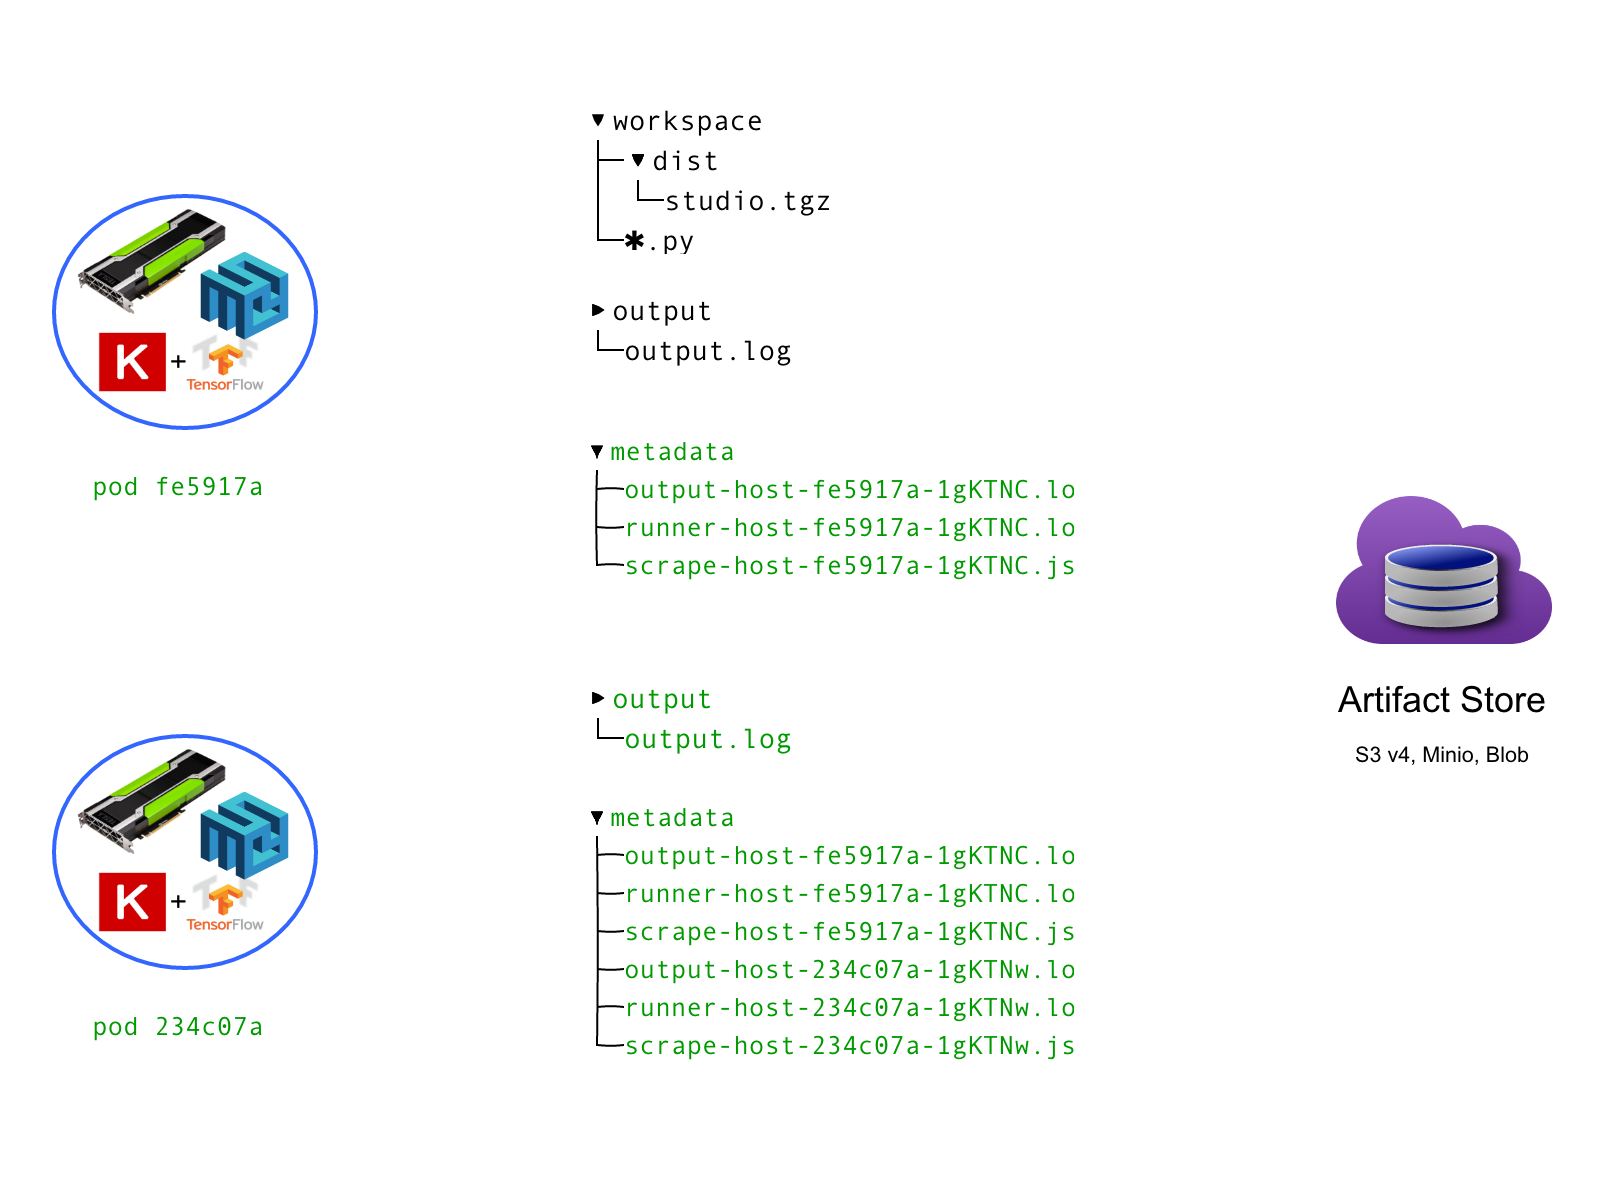 workspace
dist
studio.tgz
✱.py
output
output.log
K + TensorFlow
pod fe5917a
metadata
output-host-fe5917a-1gKTNC.lo
runner-host-fe5917a-1gKTNC.lo
scrape-host-fe5917a-1gKTNC.js
output
output.log
K + TensorFlow
pod 234c07a
metadata
output-host-fe5917a-1gKTNC.lo
runner-host-fe5917a-1gKTNC.lo
scrape-host-fe5917a-1gKTNC.js
output-host-234c07a-1gKTNw.lo
runner-host-234c07a-1gKTNw.lo
scrape-host-234c07a-1gKTNw.js
Artifact Store
S3 v4, Minio, Blob